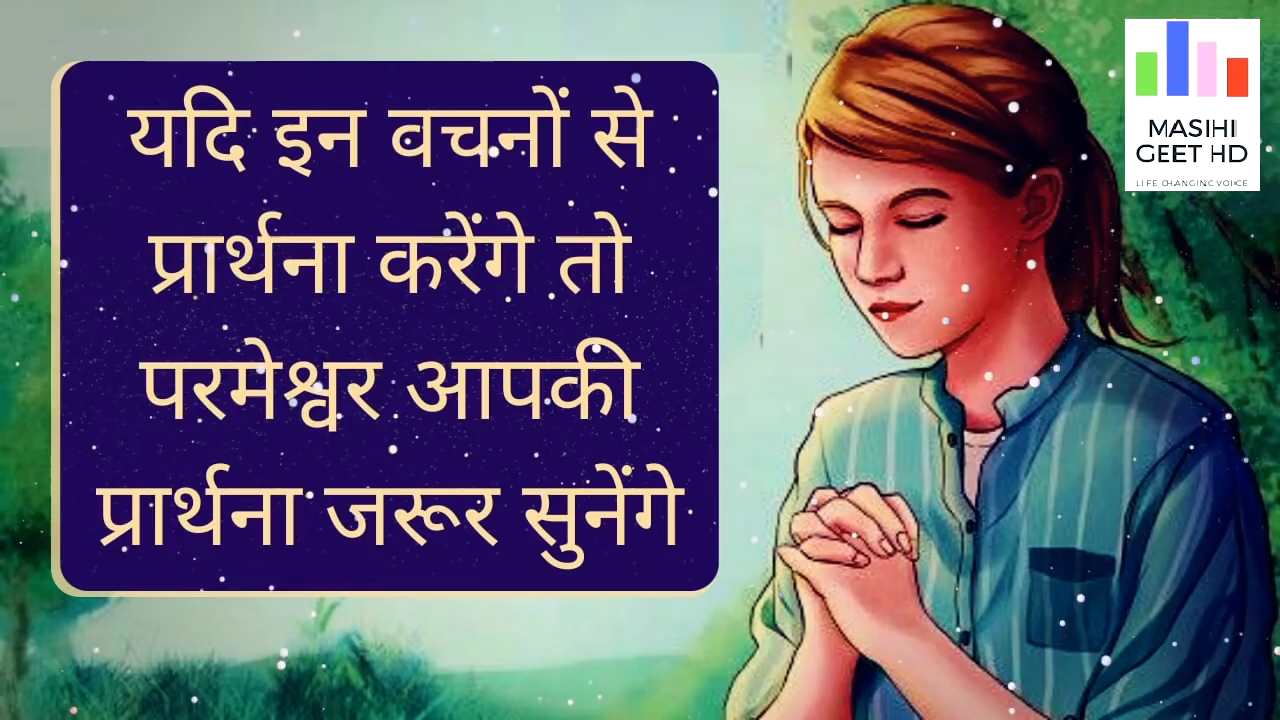 यदि इन वचनों से
प्रार्थना करेंगे तो
परमेश्वर आपकी
प्रार्थना जरूर सुनेंगे
MASIHI
GEET HD
LIFE CHANGING VOICE